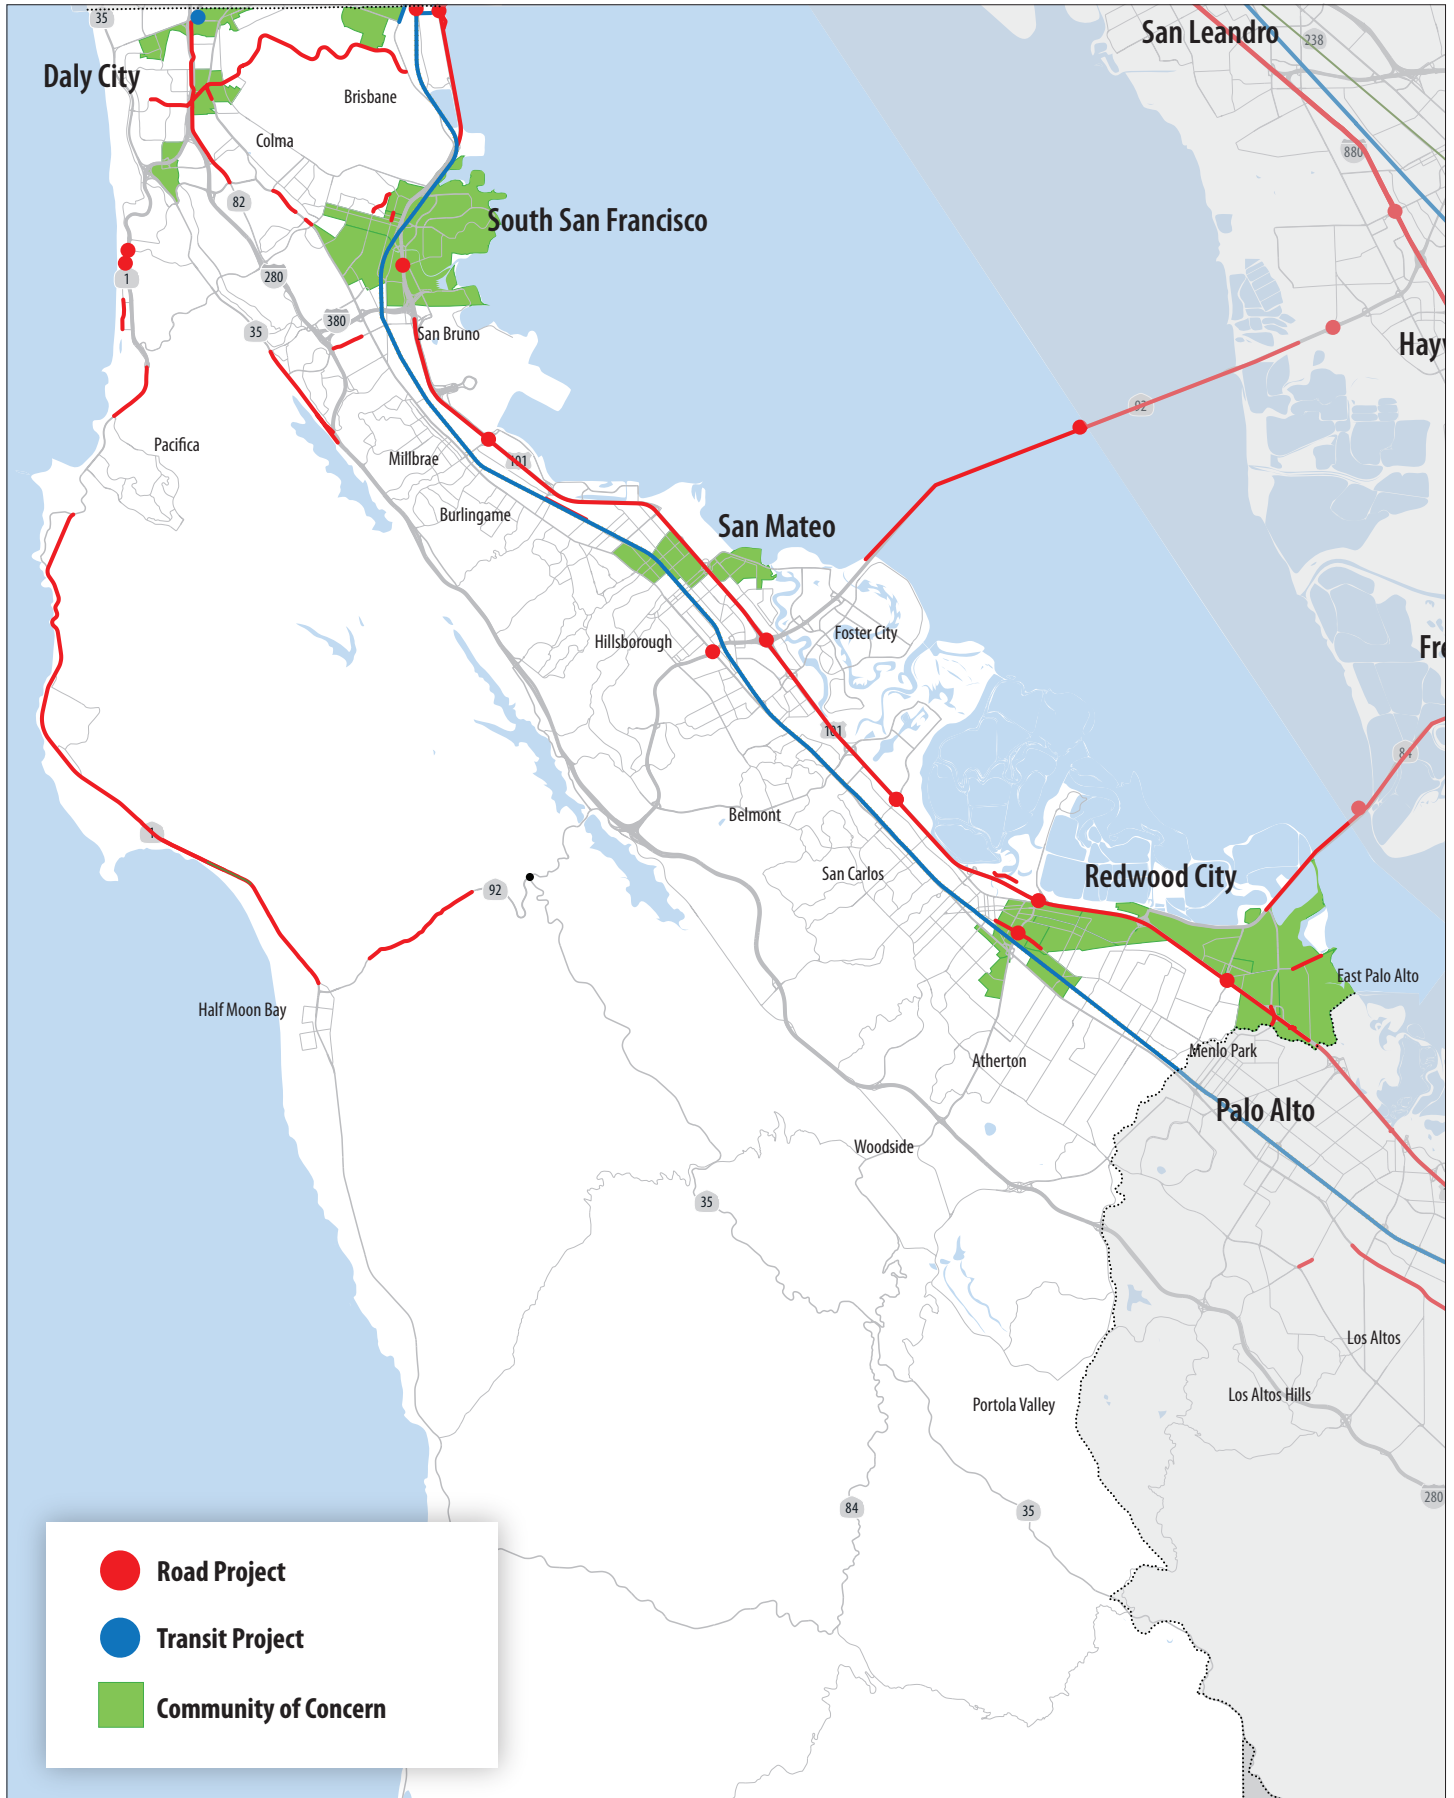 35
San Leandro
238
Daly City
Brisbane
Colma
880
82
South San Francisco
1
280
35
380
San Bruno
Hayw
92
Pacifica
Millbrae
101
Burlingame
San Mateo
Foster City
Hillsborough
Fre
101
84
Belmont
1
San Carlos
Redwood City
92
East Palo Alto
Half Moon Bay
Menlo Park
Atherton
Palo Alto
Woodside
35
Los Altos
Los Altos Hills
Portola Valley
280
84
35
Road Project
Transit Project
Community of Concern